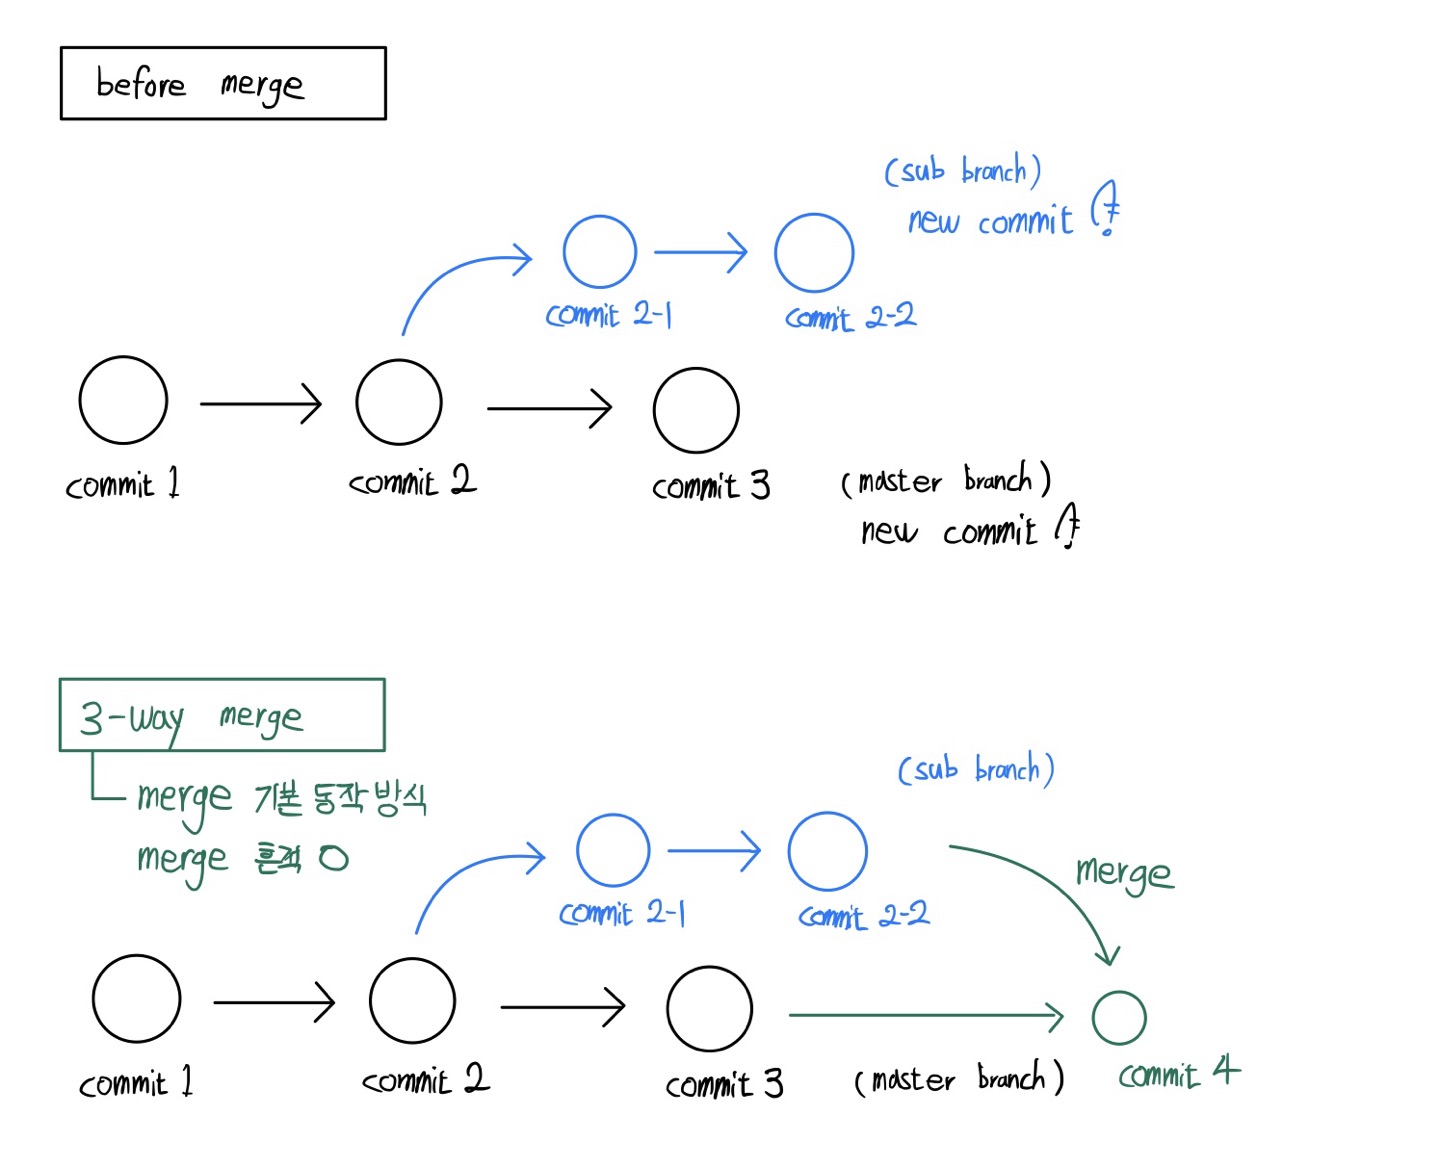 before merge
(sub branch)
new commit
commit 2-1
commit 2-2
commit 1
commit 2
commit 3
(master branch)
new commit
3-way merge
merge 기본 동작 방식
merge 흔적 O
(sub branch)
merge
commit 2-1
commit 2-2
commit 1
commit 2
commit 3
(master branch)
commit 4